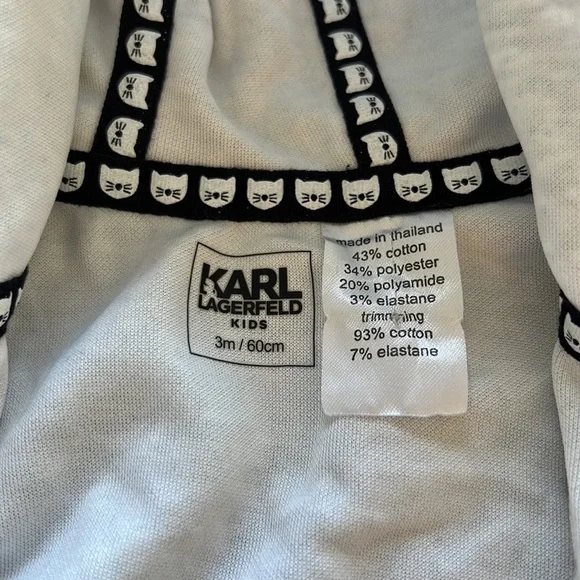 KARL
LAGERFELD
KIDS
3m / 60cm
made in thailand
43% cotton
34% polyester
20% polyamide
3% elastane
trimming
93% cotton
7% elastane